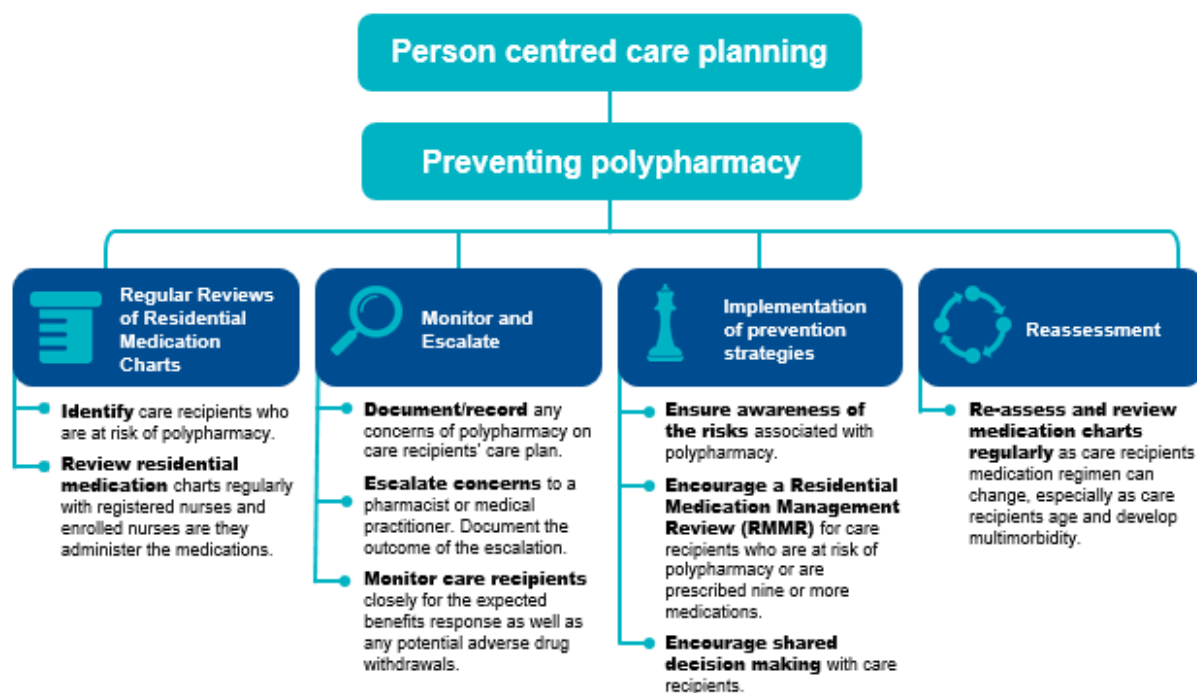 Person centred care planning
Preventing polypharmacy
Regular Reviews
of Residential
Medication
Charts
Identify care recipients who
are at risk of polypharmacy.
Review residential
medication charts regularly
with registered nurses and
enrolled nurses are they
administer the medications.
Monitor and
Escalate
Document/record any
concerns of polypharmacy on
care recipients' care plan.
Escalate concerns to a
pharmacist or medical
practitioner. Document the
outcome of the escalation.
Monitor care recipients
closely for the expected
benefits response as well as
any potential adverse drug
withdrawals.
Implementation
of prevention
strategies
Ensure awareness of
the risks associated with
polypharmacy.
Encourage a Residential
Medication Management
Review (RMMR) for care
recipients who are at risk of
polypharmacy or are
prescribed nine or more
medications.
Encourage shared
decision making with care
recipients.
Reassessment
Re-assess and review
medication charts
regularly as care recipients
medication regimen can
change, especially as care
recipients age and develop
multimorbidity.